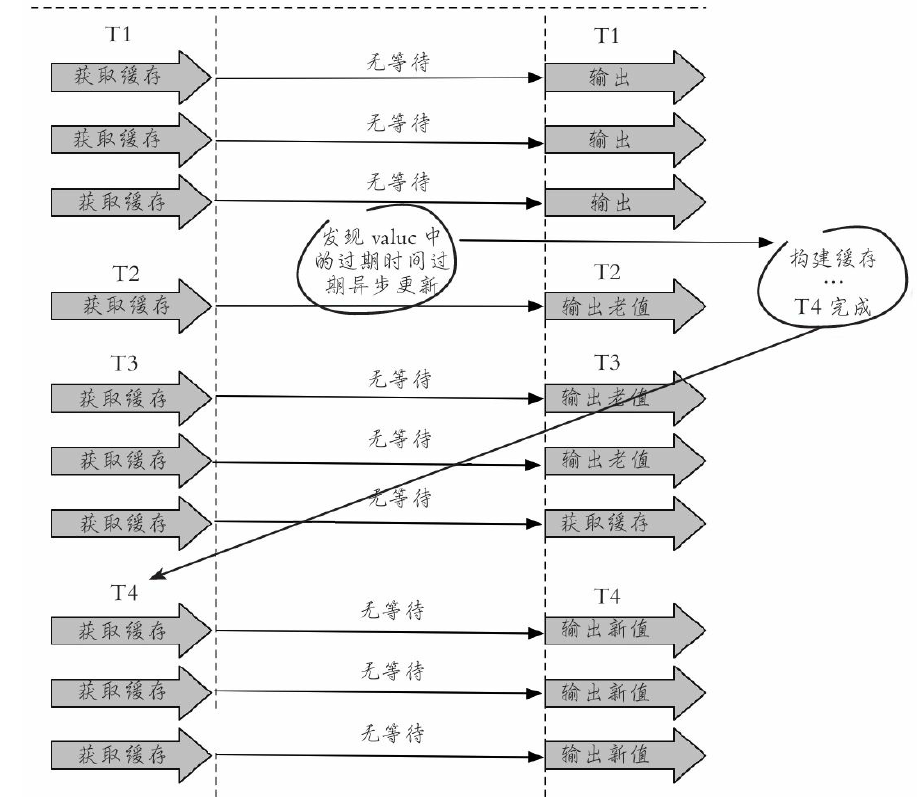 T1
T1
获取缓存
无等待
输出
获取缓存
无等待
输出
获取缓存
无等待
输出
发现 valuc 中
的过期时间过
期异步更新
构建缓存
…
T4 完成
T2
T2
获取缓存
输出老值
T3
T3
获取缓存
无等待
输出老值
获取缓存
无等待
输出老值
获取缓存
无等待
获取缓存
T4
T4
获取缓存
无等待
输出新值
获取缓存
无等待
输出新值
获取缓存
无等待
输出新值